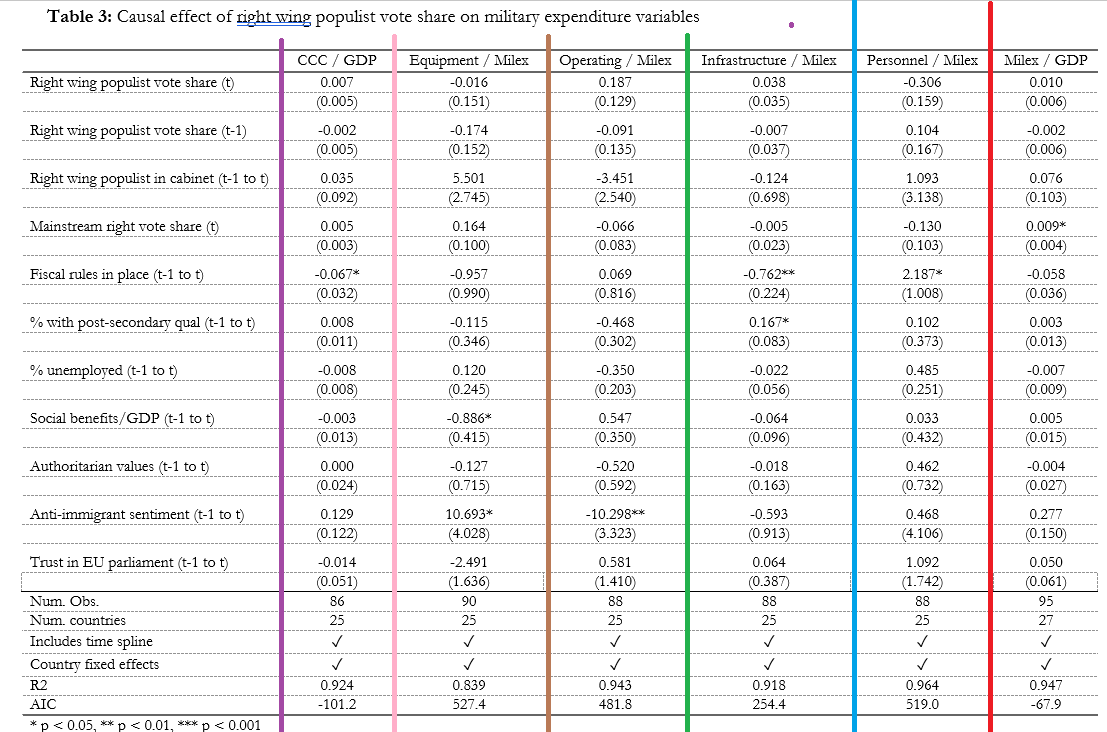 Table 3: Causal effect of right wing populist vote share on military expenditure variables
CCC / GDP Equipment / Milex Operating / Milex Infrastructure / Milex Personnel / Milex Milex / GDP
Right wing populist vote share (t) 0.007 -0.016 0.187 0.038 -0.306 0.010
(0.005) (0.151) (0.129) (0.035) (0.159) (0.006)
Right wing populist vote share (t-1) -0.002 -0.174 -0.091 -0.007 0.104 -0.002
(0.005) (0.152) (0.135) (0.037) (0.167) (0.006)
Right wing populist in cabinet (t-1 to t) 0.035 5.501 -3.451 -0.124 1.093 0.076
(0.092) (2.745) (2.540) (0.698) (3.138) (0.103)
Mainstream right vote share (t) 0.005 0.164 -0.066 -0.005 -0.130 0.009*
(0.003) (0.100) (0.083) (0.023) (0.103) (0.004)
Fiscal rules in place (t-1 to t) -0.067* -0.957 0.069 -0.762** 2.187* -0.058
(0.032) (0.990) (0.816) (0.224) (1.008) (0.036)
% with post-secondary qual (t-1 to t) 0.008 -0.115 -0.468 0.167* 0.102 0.003
(0.011) (0.346) (0.302) (0.083) (0.373) (0.013)
% unemployed (t-1 to t) -0.008 0.120 -0.350 -0.022 0.485 -0.007
(0.008) (0.245) (0.203) (0.056) (0.251) (0.009)
Social benefits/GDP (t-1 to t) -0.003 -0.886* 0.547 -0.064 0.033 0.005
(0.013) (0.415) (0.350) (0.096) (0.432) (0.015)
Authoritarian values (t-1 to t) 0.000 -0.127 -0.520 -0.018 0.462 -0.004
(0.024) (0.715) (0.592) (0.163) (0.732) (0.027)
Anti-immigrant sentiment (t-1 to t) 0.129 10.693* -10.298** -0.593 0.468 0.277
(0.122) (4.028) (3.323) (0.913) (4.106) (0.150)
Trust in EU parliament (t-1 to t) -0.014 -2.491 0.581 0.064 1.092 0.050
(0.051) (1.636) (1.410) (0.387) (1.742) (0.061)
Num. Obs. 86 90 88 88 88 95
Num. countries 25 25 25 25 25 27
Includes time spline ✓ ✓ ✓ ✓ ✓ ✓
Country fixed effects ✓ ✓ ✓ ✓ ✓ ✓
R2 0.924 0.839 0.943 0.918 0.964 0.947
AIC -101.2 527.4 481.8 254.4 519.0 -67.9
* p < 0.05, ** p < 0.01, *** p < 0.001